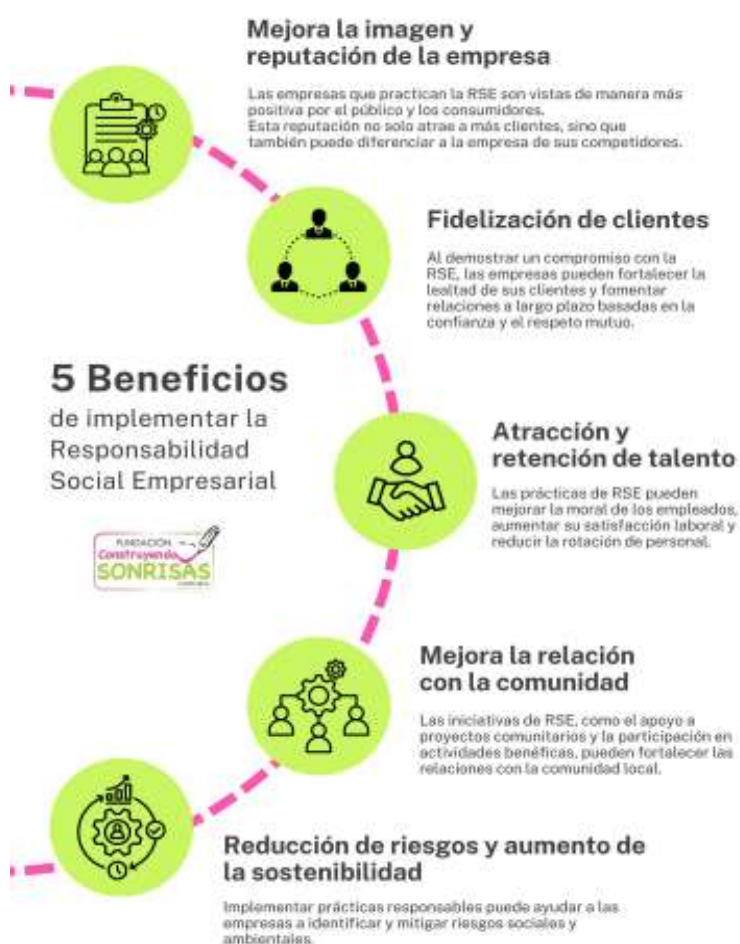 Mejora la imagen y
reputación de la empresa
Las empresas que practican la RSE son vistas de manera más
positiva por el público y los consumidores.
Esta reputación no solo atrae a más clientes, sino que
también puede diferenciar a la empresa de sus competidores.
Fidelización de clientes
Al demostrar un compromiso con la
RSE, las empresas pueden fortalecer la
lealtad de sus clientes y fomentar
relaciones a largo plazo basadas en la
confianza y el respeto mutuo.
5 Beneficios
de implementar la
Responsabilidad
Social Empresarial
FUNDACIÓN
Construyendo
SONRISAS
Atracción y
retención de talento
Las prácticas de RSE pueden
mejorar la moral de los empleados,
aumentar su satisfacción laboral y
reducir la rotación de personal.
Mejora la relación
con la comunidad
Las iniciativas de RSE, como el apoyo a
proyectos comunitarios y la participación en
actividades benéficas, pueden fortalecer las
relaciones con la comunidad local.
Reducción de riesgos y aumento de
la sostenibilidad
Implementar prácticas responsables puede ayudar a las
empresas a identificar y mitigar riesgos sociales y
ambientales.